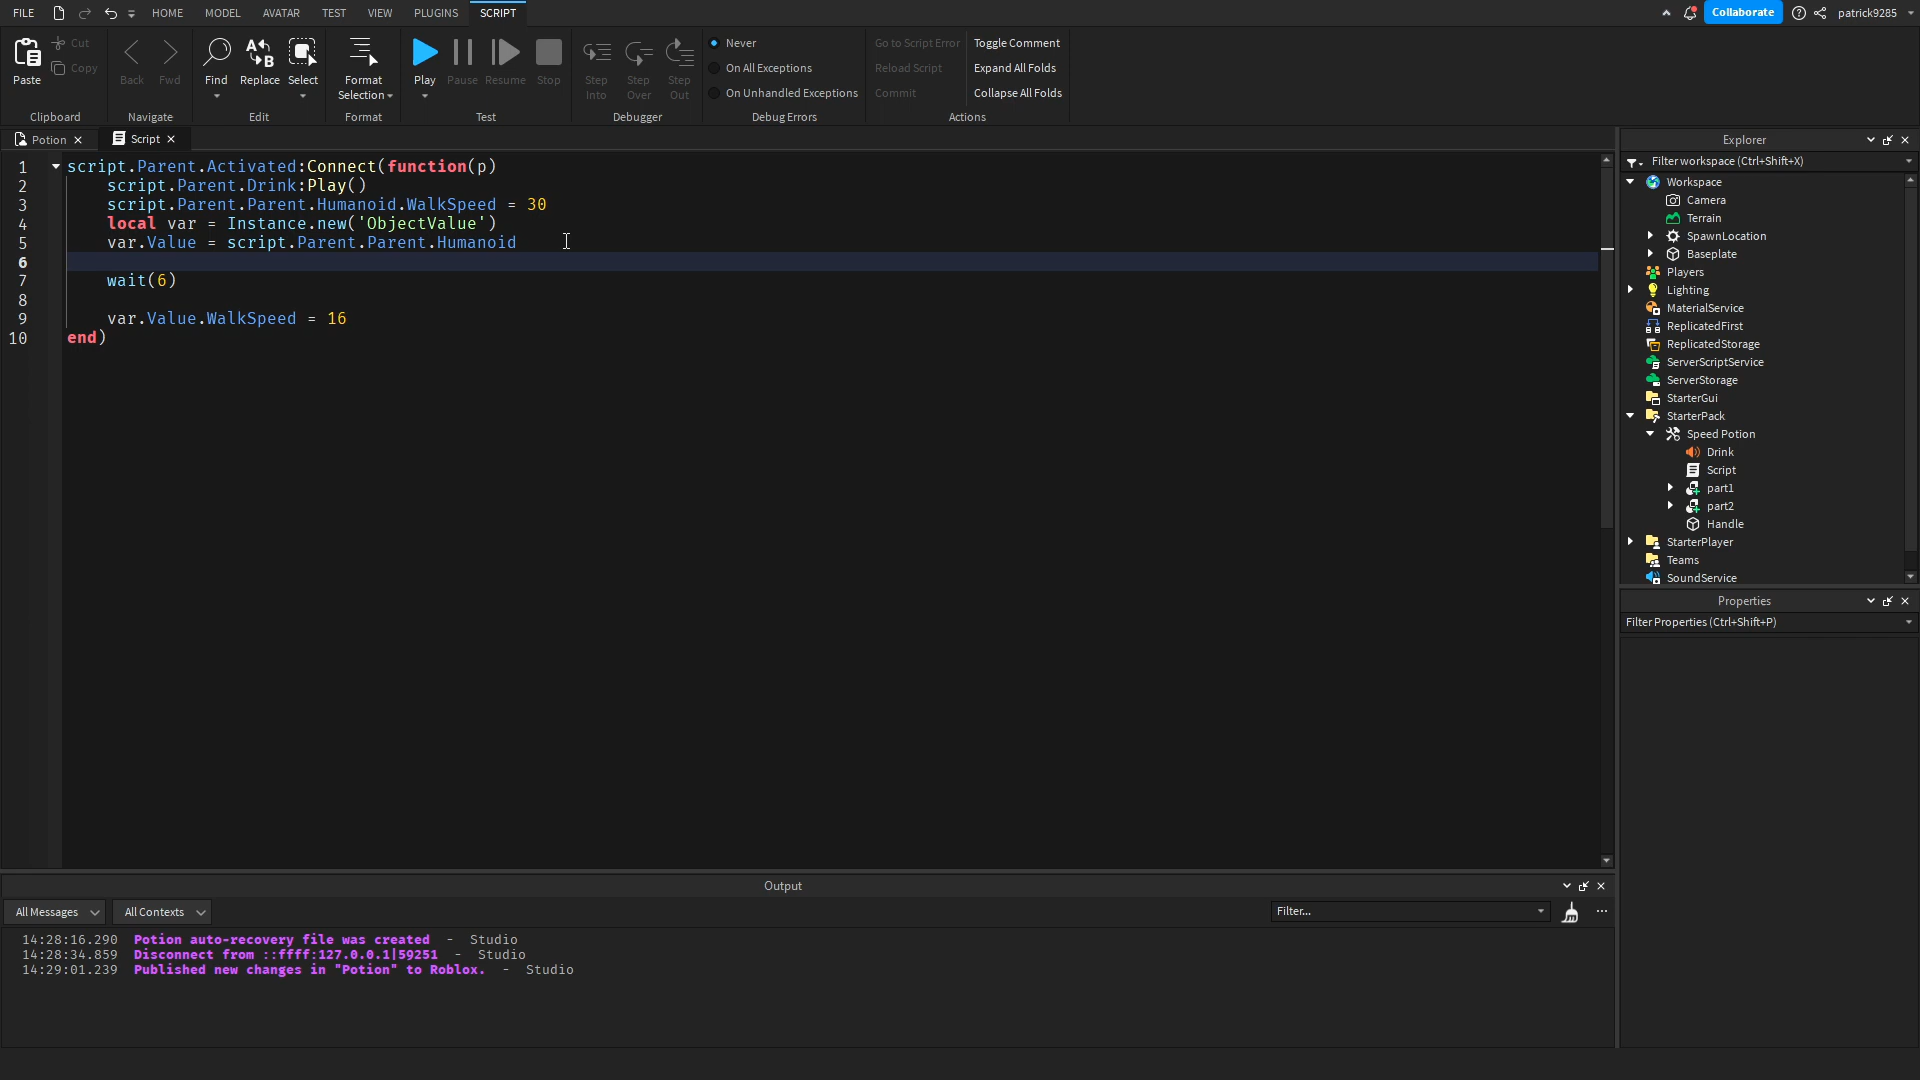 FILE HOME MODEL AVATAR TEST VIEW PLUGINS SCRIPT Collaborate patrick9285
Paste Cut Copy
Clipboard
Back Fwd
Navigate
Find Replace Select
Edit
Format Selection
Format
Play Pause Resume Stop
Test
Step Into Step Over Step Out
Debugger
Never
On All Exceptions
On Unhandled Exceptions
Debug Errors
Go to Script Error Toggle Comment
Reload Script Expand All Folds
Commit Collapse All Folds
Actions
Potion Script
1 script.Parent.Activated:Connect(function(p)
2 script.Parent.Drink:Play()
3 script.Parent.Parent.Humanoid.WalkSpeed = 30
4 local var = Instance.new('ObjectValue')
5 var.Value = script.Parent.Parent.Humanoid
6
7 wait(6)
8
9 var.Value.WalkSpeed = 16
10 end)
Explorer
Filter workspace (Ctrl+Shift+X)
Workspace
Camera
Terrain
SpawnLocation
Baseplate
Players
Lighting
MaterialService
ReplicatedFirst
ReplicatedStorage
ServerScriptService
ServerStorage
StarterGui
StarterPack
Speed Potion
Drink
Script
part1
part2
Handle
StarterPlayer
Teams
SoundService
Properties
Filter Properties (Ctrl+Shift+P)
Output
All Messages All Contexts Filter...
14:28:16.290 Potion auto-recovery file was created - Studio
14:28:34.859 Disconnect from ::ffff:127.0.0.1|59251 - Studio
14:29:01.239 Published new changes in "Potion" to Roblox. - Studio